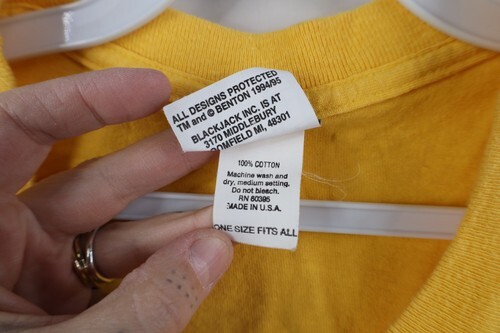 ALL DESIGNS PROTECTED
TM and © BENTON 1994/95
BLACKJACK INC. IS AT
3170 MIDDLEBURY
OOMFIELD MI, 48301
100% COTTON
Machine wash and
dry, medium setting.
Do not bleach.
RN 60395
MADE IN U.S.A.
ONE SIZE FITS ALL